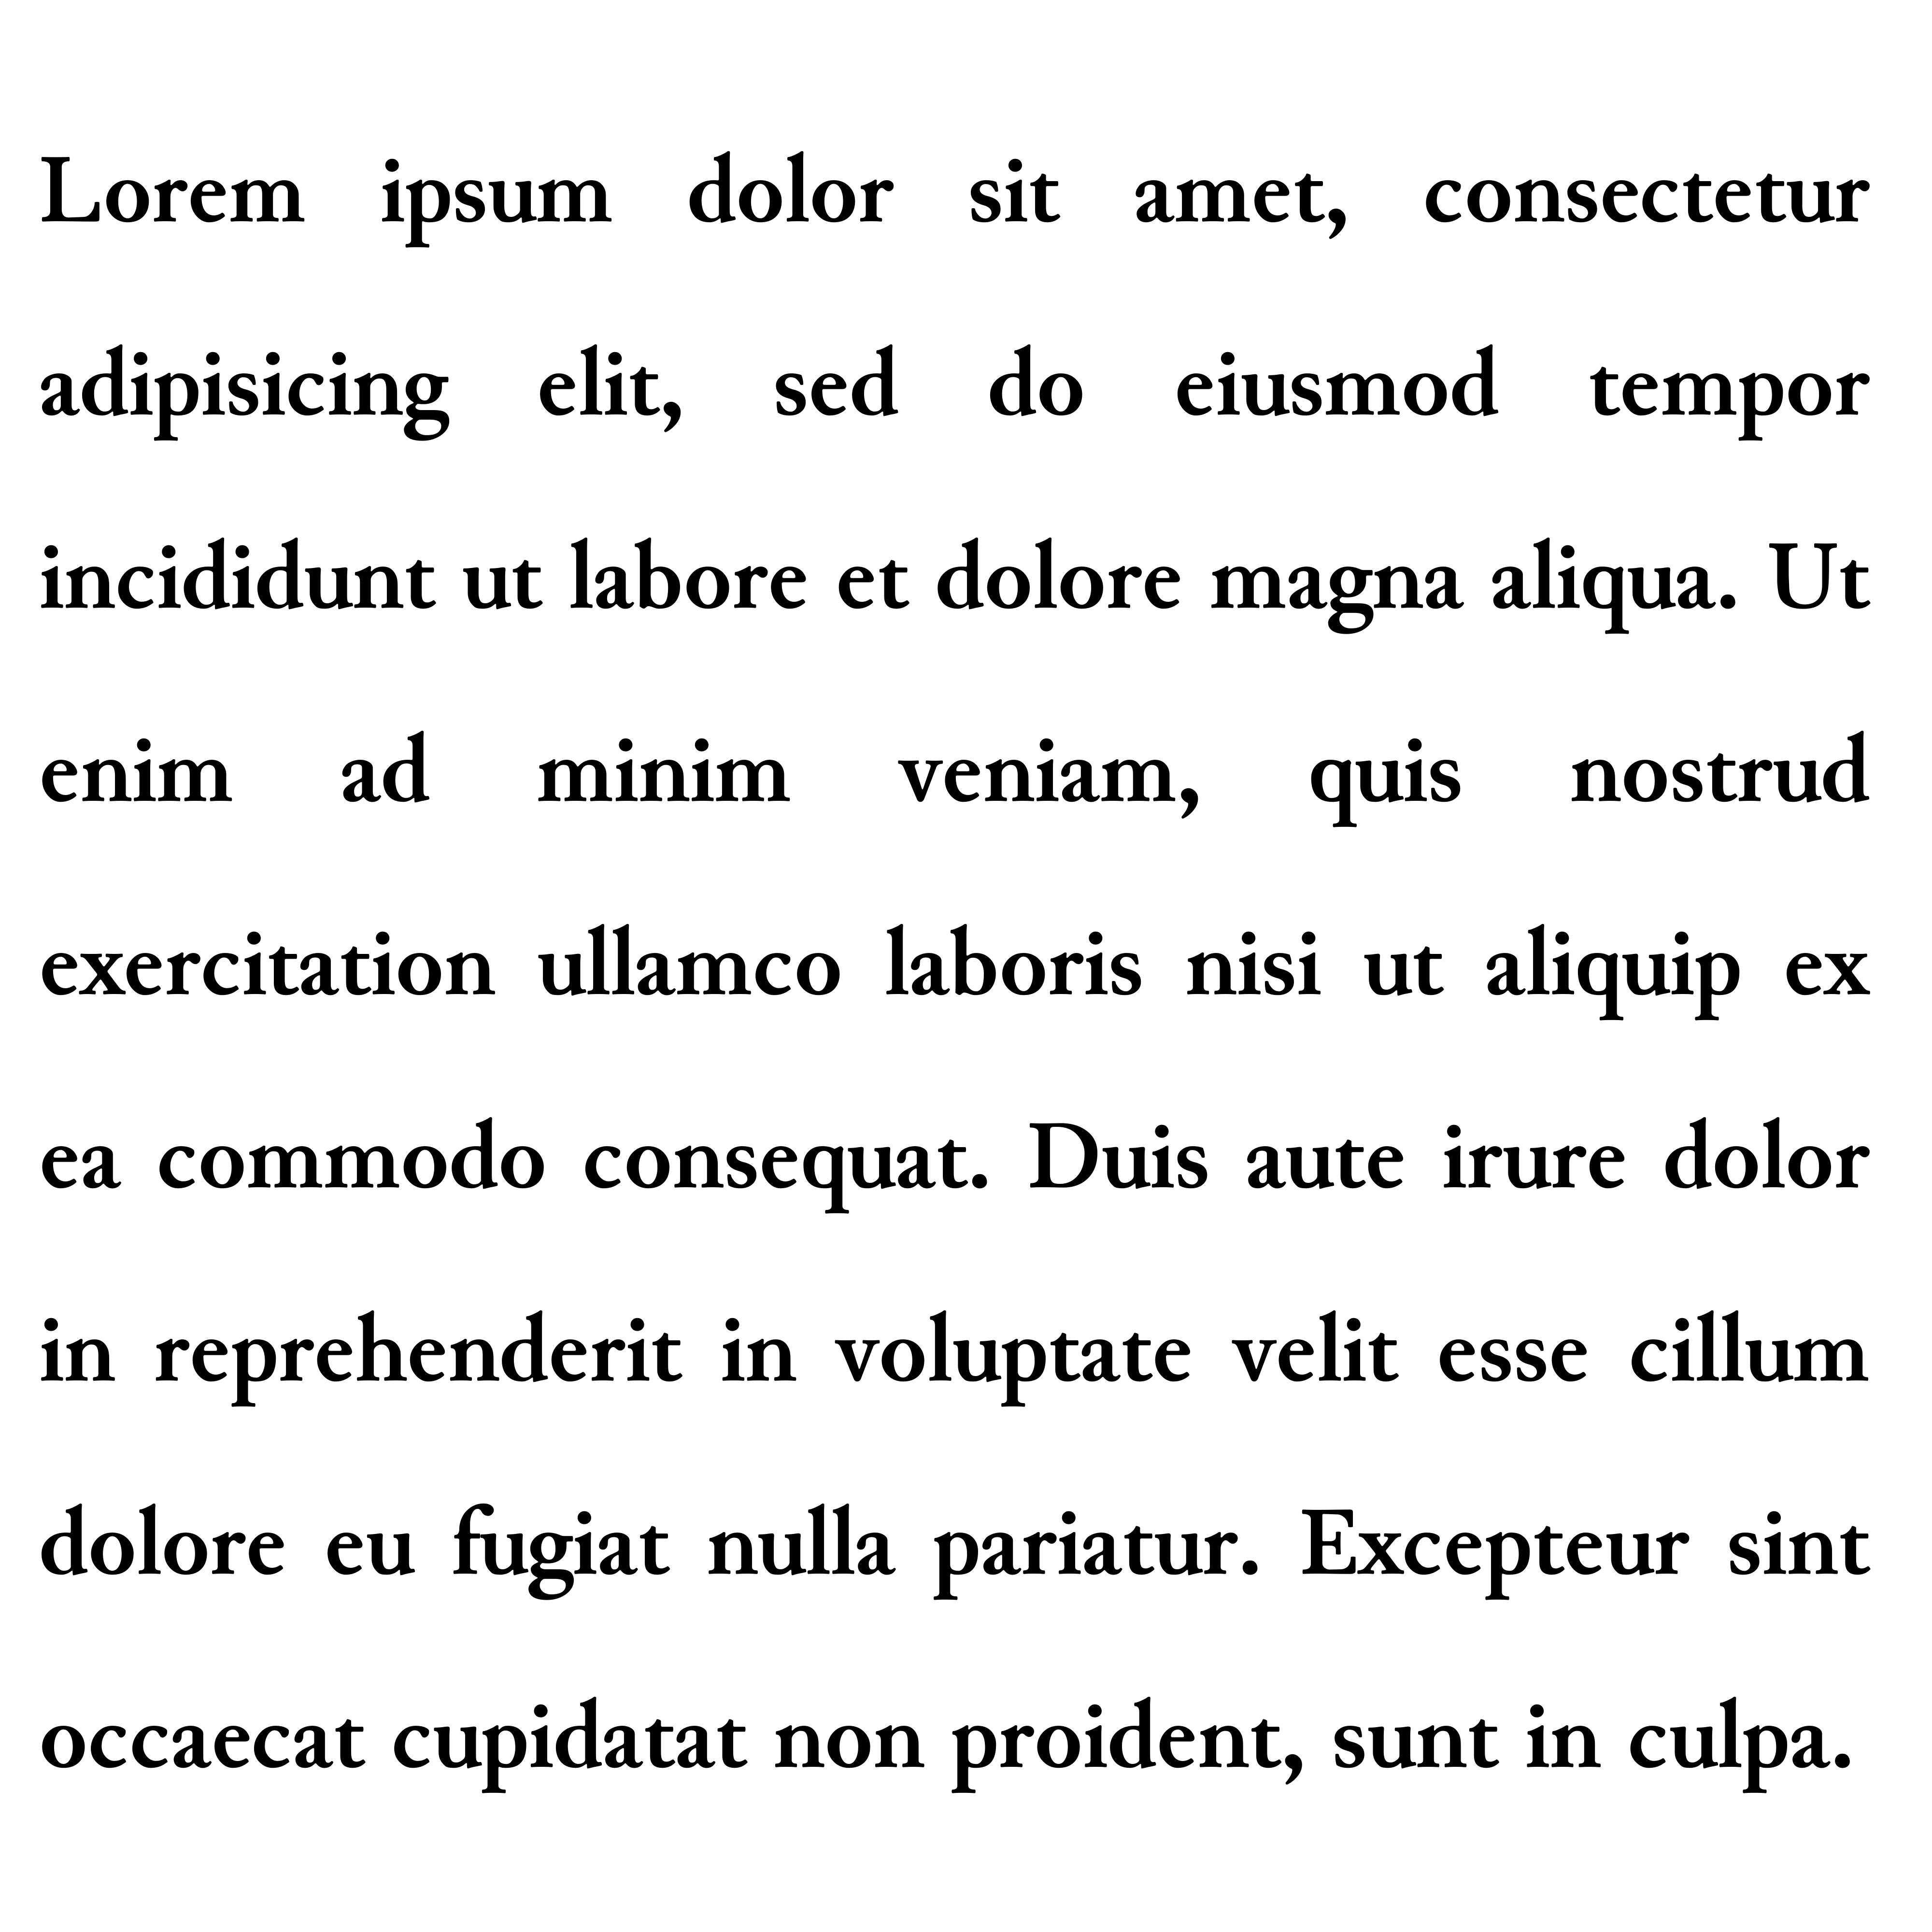 Lorem ipsum dolor sit amet, consectetur
adipisicing elit, sed do eiusmod tempor
incididunt ut labore et dolore magna aliqua. Ut
enim ad minim veniam, quis nostrud
exercitation ullamco laboris nisi ut aliquip ex
ea commodo consequat. Duis aute irure dolor
in reprehenderit in voluptate velit esse cillum
dolore eu fugiat nulla pariatur. Excepteur sint
occaecat cupidatat non proident, sunt in culpa.